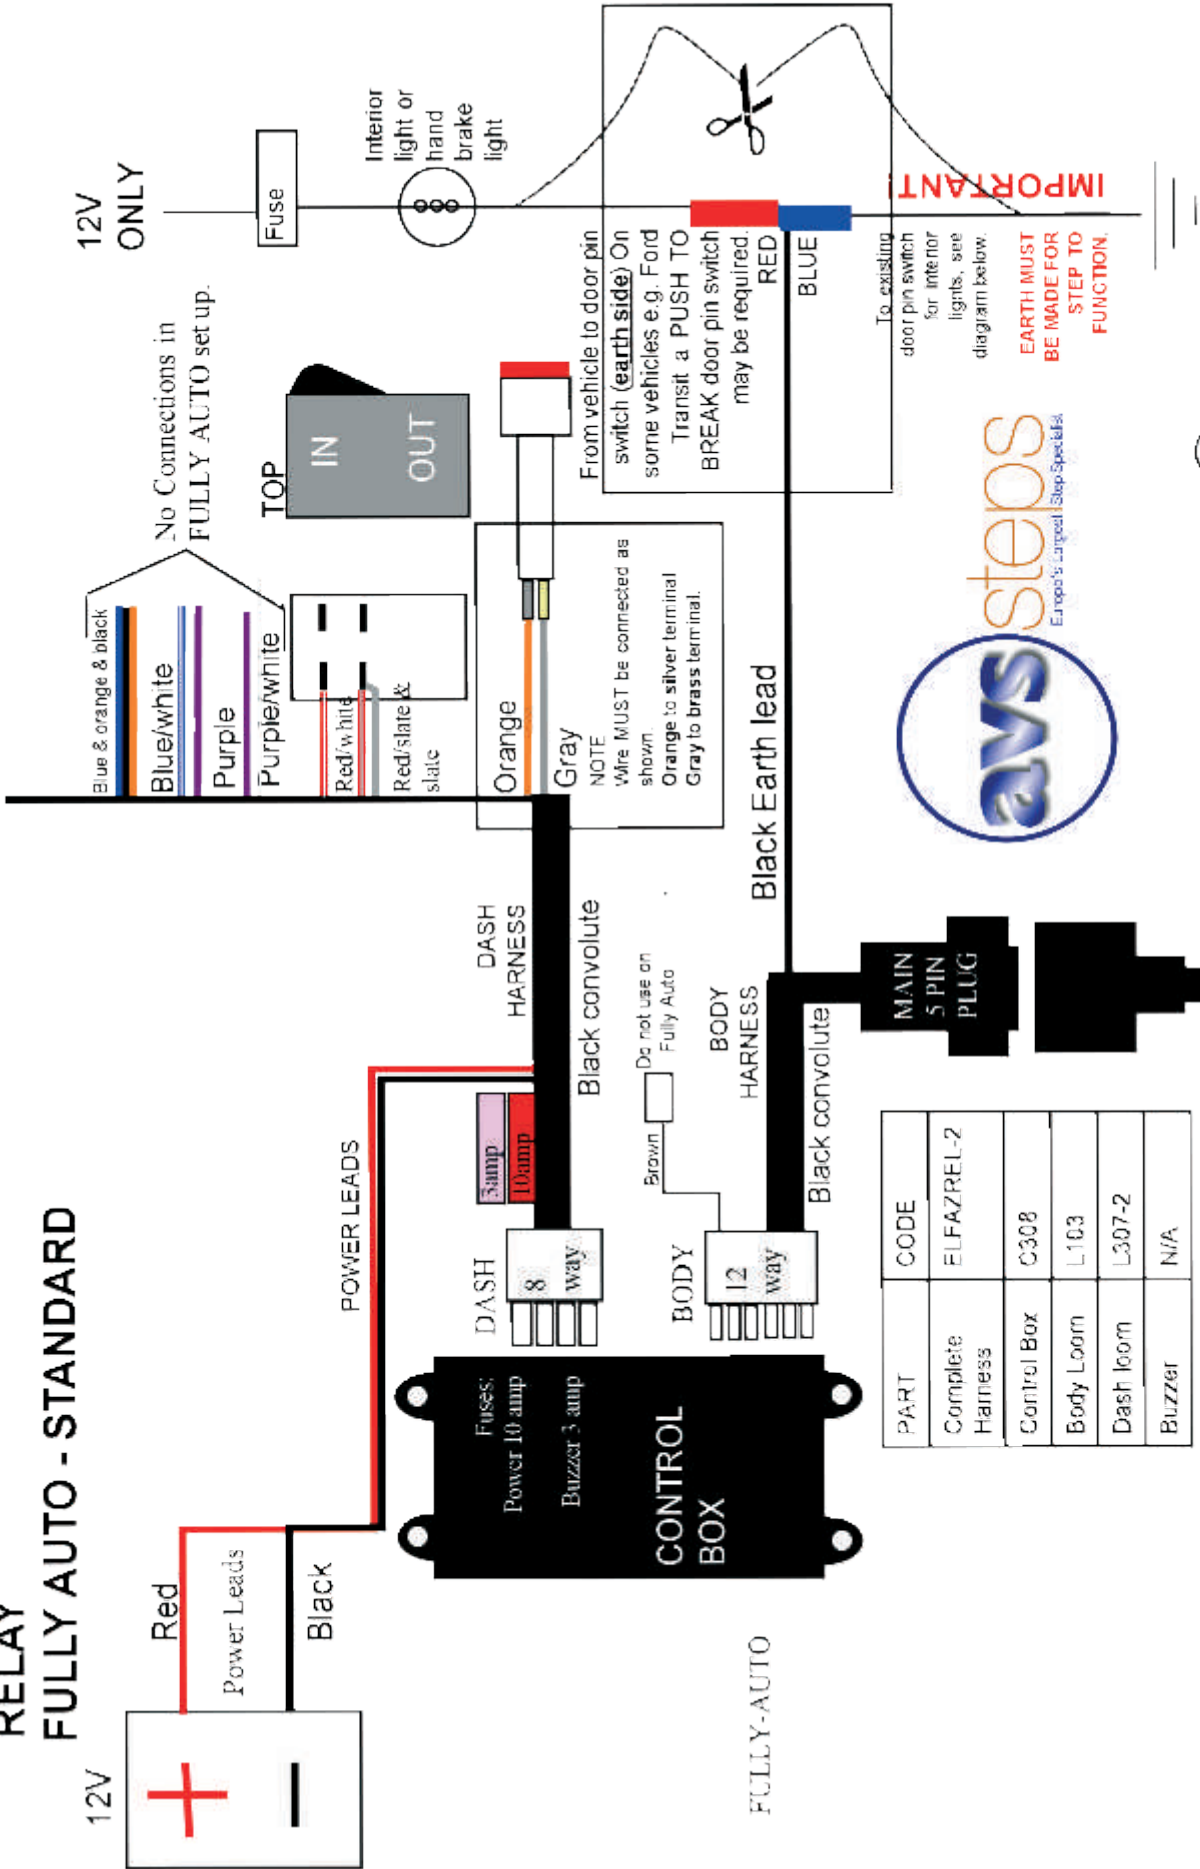 RELAY
FULLY AUTO - STANDARD
12V
Red
Power Leads
Black
POWER LEADS
Blue & orange & black
Blue/white
Purple
Purple/white
Red/white
Red/slate &
slate
No Connections in
FULLY AUTO set up.
12V
ONLY
Fuse
Interior
light or
hand
brake
light
TOP
IN
OUT
Orange
Gray
NOTE
Wire MUST be connected as
shown.
Orange to silver terminal
Gray to brass terminal.
From vehicle to door pin
switch (earth side) On
some vehicles e.g. Ford
Transit a PUSH TO
BREAK door pin switch
may be required.
RED
BLUE
To existing
door pin switch
for interior
lights, see
diagram below.
IMPORTANT!
EARTH MUST
BE MADE FOR
STEP TO
FUNCTION.
DASH
HARNESS
Black convolute
3amp
10amp
DASH
8
way
Brown
Do not use on
Fully Auto
BODY
HARNESS
Black convolute
BODY
12
way
Black Earth lead
Fuses:
Power 10 amp
Buzzer 3 amp
CONTROL
BOX
MAIN
5 PIN
PLUG
avs
steps
Europe's Largest Step Specialist
FULLY-AUTO
PART CODE
Complete
Harness ELFAZREL-2
Control Box C308
Body Loom L103
Dash loom L307-2
Buzzer N/A